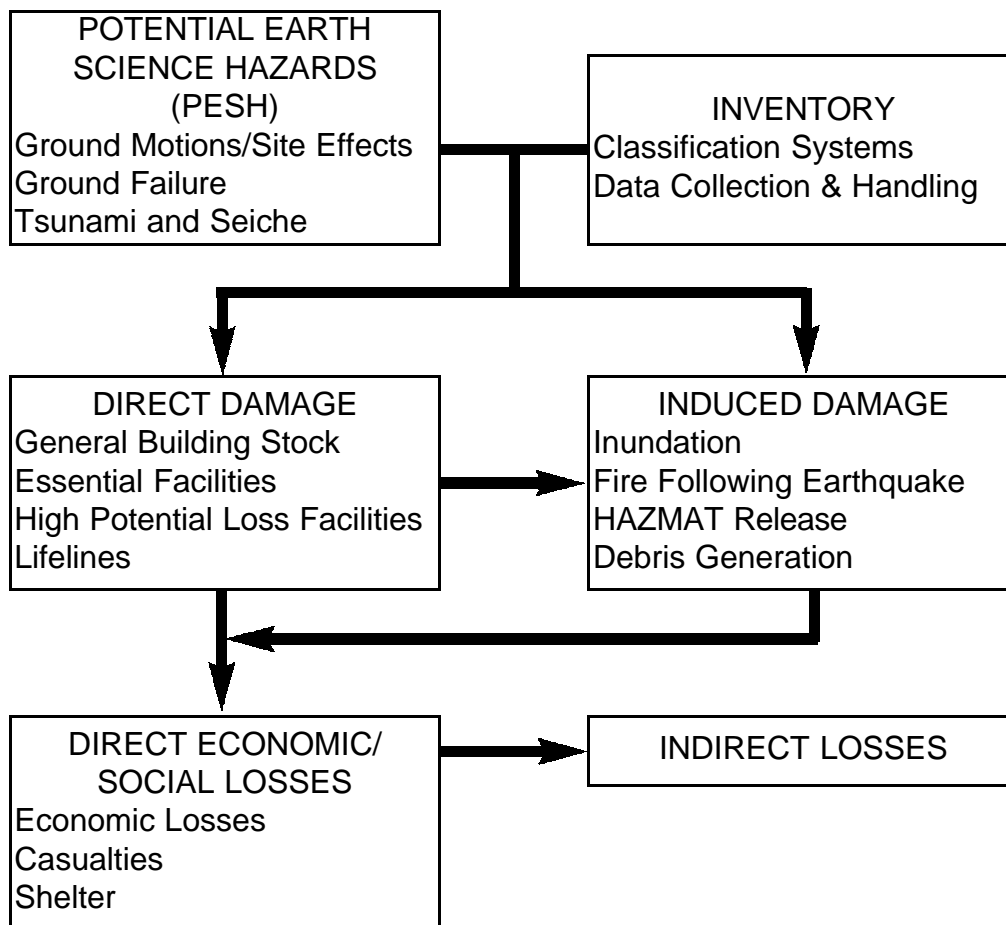 POTENTIAL EARTH
SCIENCE HAZARDS
(PESH)
Ground Motions/Site Effects
Ground Failure
Tsunami and Seiche
INVENTORY
Classification Systems
Data Collection & Handling
DIRECT DAMAGE
General Building Stock
Essential Facilities
High Potential Loss Facilities
Lifelines
INDUCED DAMAGE
Inundation
Fire Following Earthquake
HAZMAT Release
Debris Generation
DIRECT ECONOMIC/
SOCIAL LOSSES
Economic Losses
Casualties
Shelter
INDIRECT LOSSES